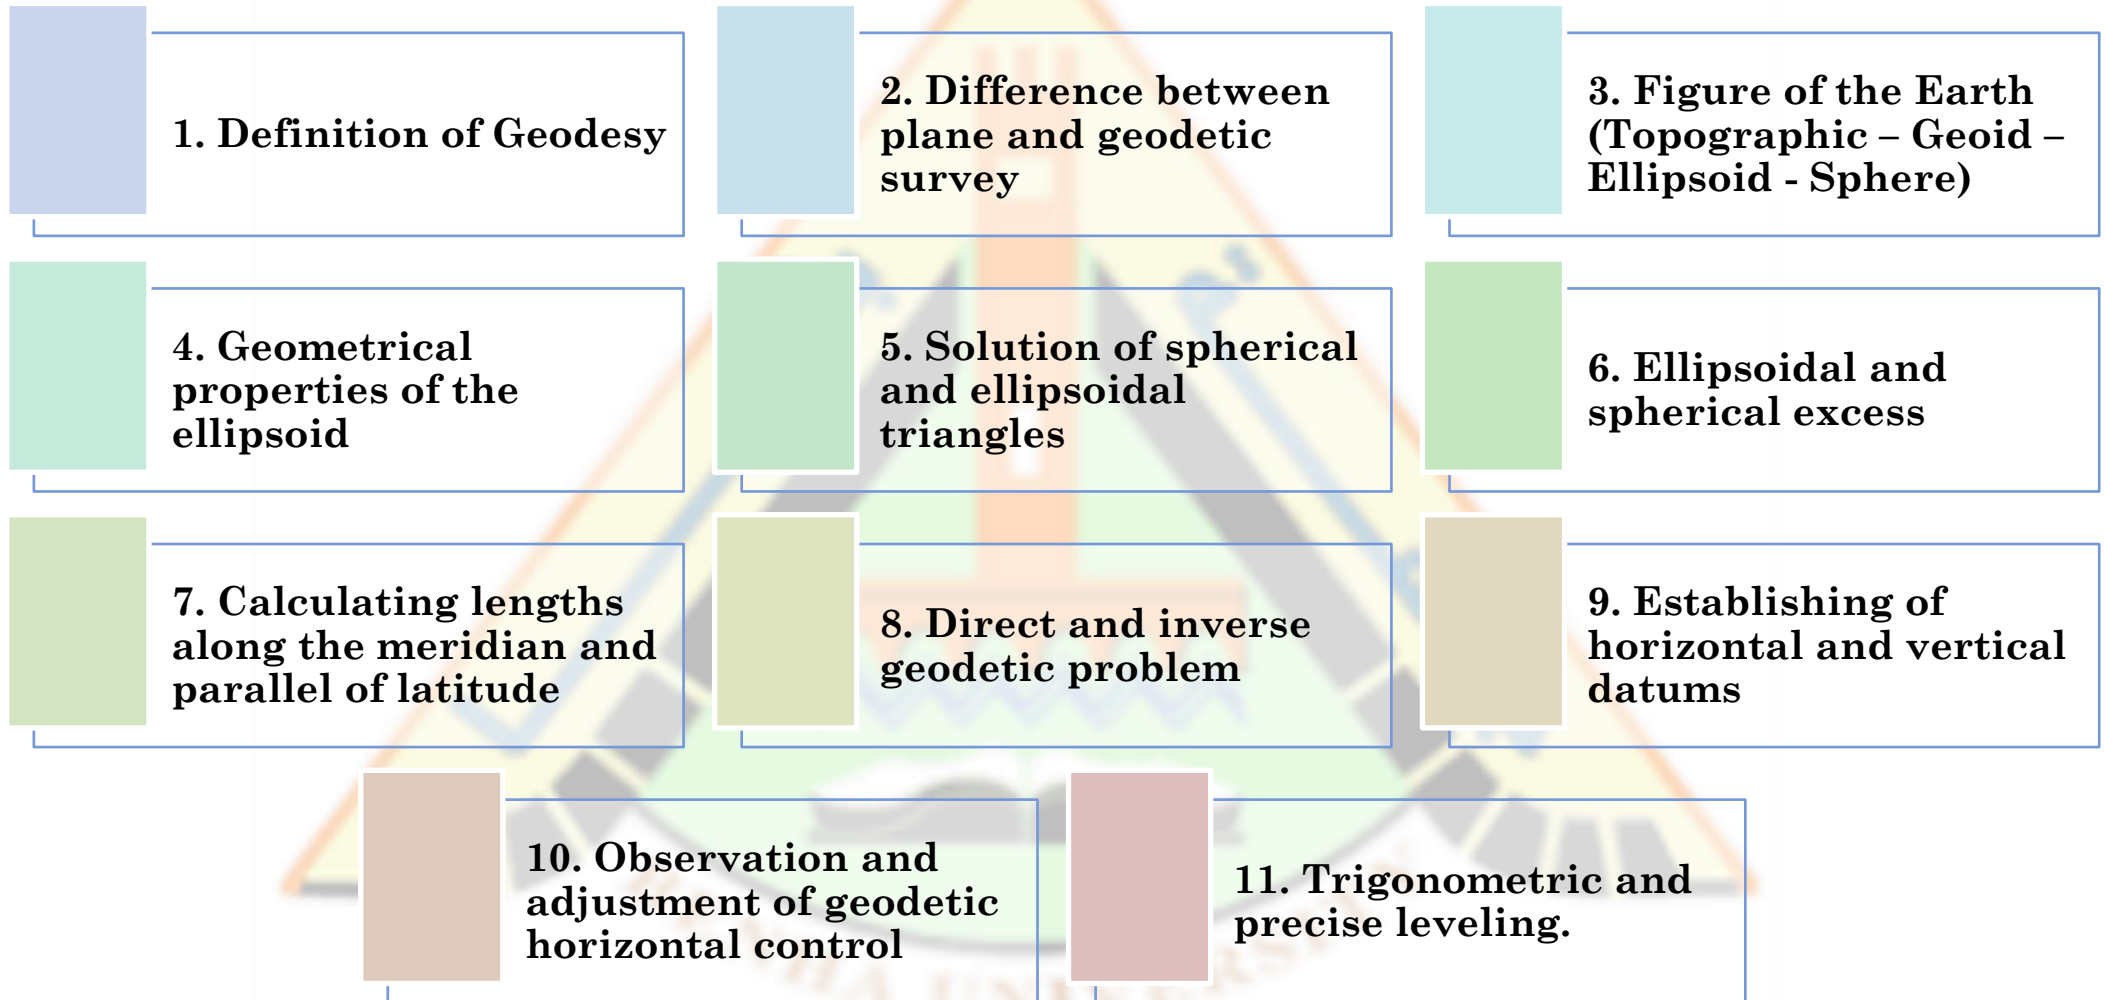 1. Definition of Geodesy
2. Difference between
plane and geodetic
survey
3. Figure of the Earth
(Topographic – Geoid –
Ellipsoid - Sphere)
4. Geometrical
properties of the
ellipsoid
5. Solution of spherical
and ellipsoidal
triangles
6. Ellipsoidal and
spherical excess
7. Calculating lengths
along the meridian and
parallel of latitude
8. Direct and inverse
geodetic problem
9. Establishing of
horizontal and vertical
datums
10. Observation and
adjustment of geodetic
horizontal control
11. Trigonometric and
precise leveling.
UNIVERSITY